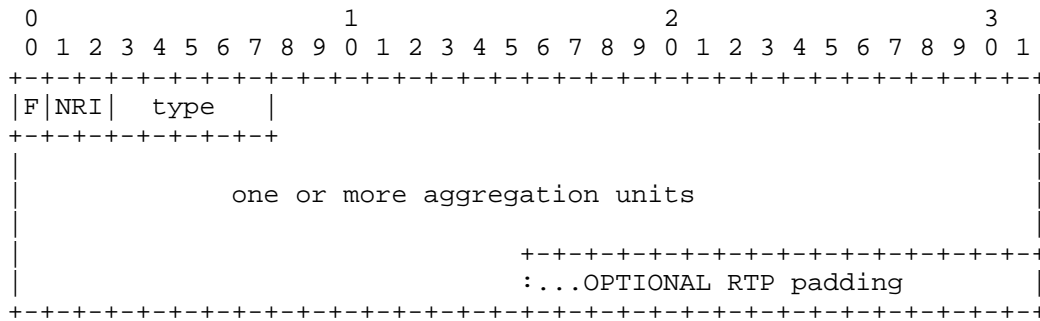 0                   1                   2                   3
 0 1 2 3 4 5 6 7 8 9 0 1 2 3 4 5 6 7 8 9 0 1 2 3 4 5 6 7 8 9 0 1
+-+-+-+-+-+-+-+-+-+-+-+-+-+-+-+-+-+-+-+-+-+-+-+-+-+-+-+-+-+-+-+-+
|F|NRI|  type   |                                               |
+-+-+-+-+-+-+-+-+                                               |
|                                                               |
|             one or more aggregation units                     |
|                                                               |
|                               +-+-+-+-+-+-+-+-+-+-+-+-+-+-+-+-+
|                               :...OPTIONAL RTP padding        |
+-+-+-+-+-+-+-+-+-+-+-+-+-+-+-+-+-+-+-+-+-+-+-+-+-+-+-+-+-+-+-+-+